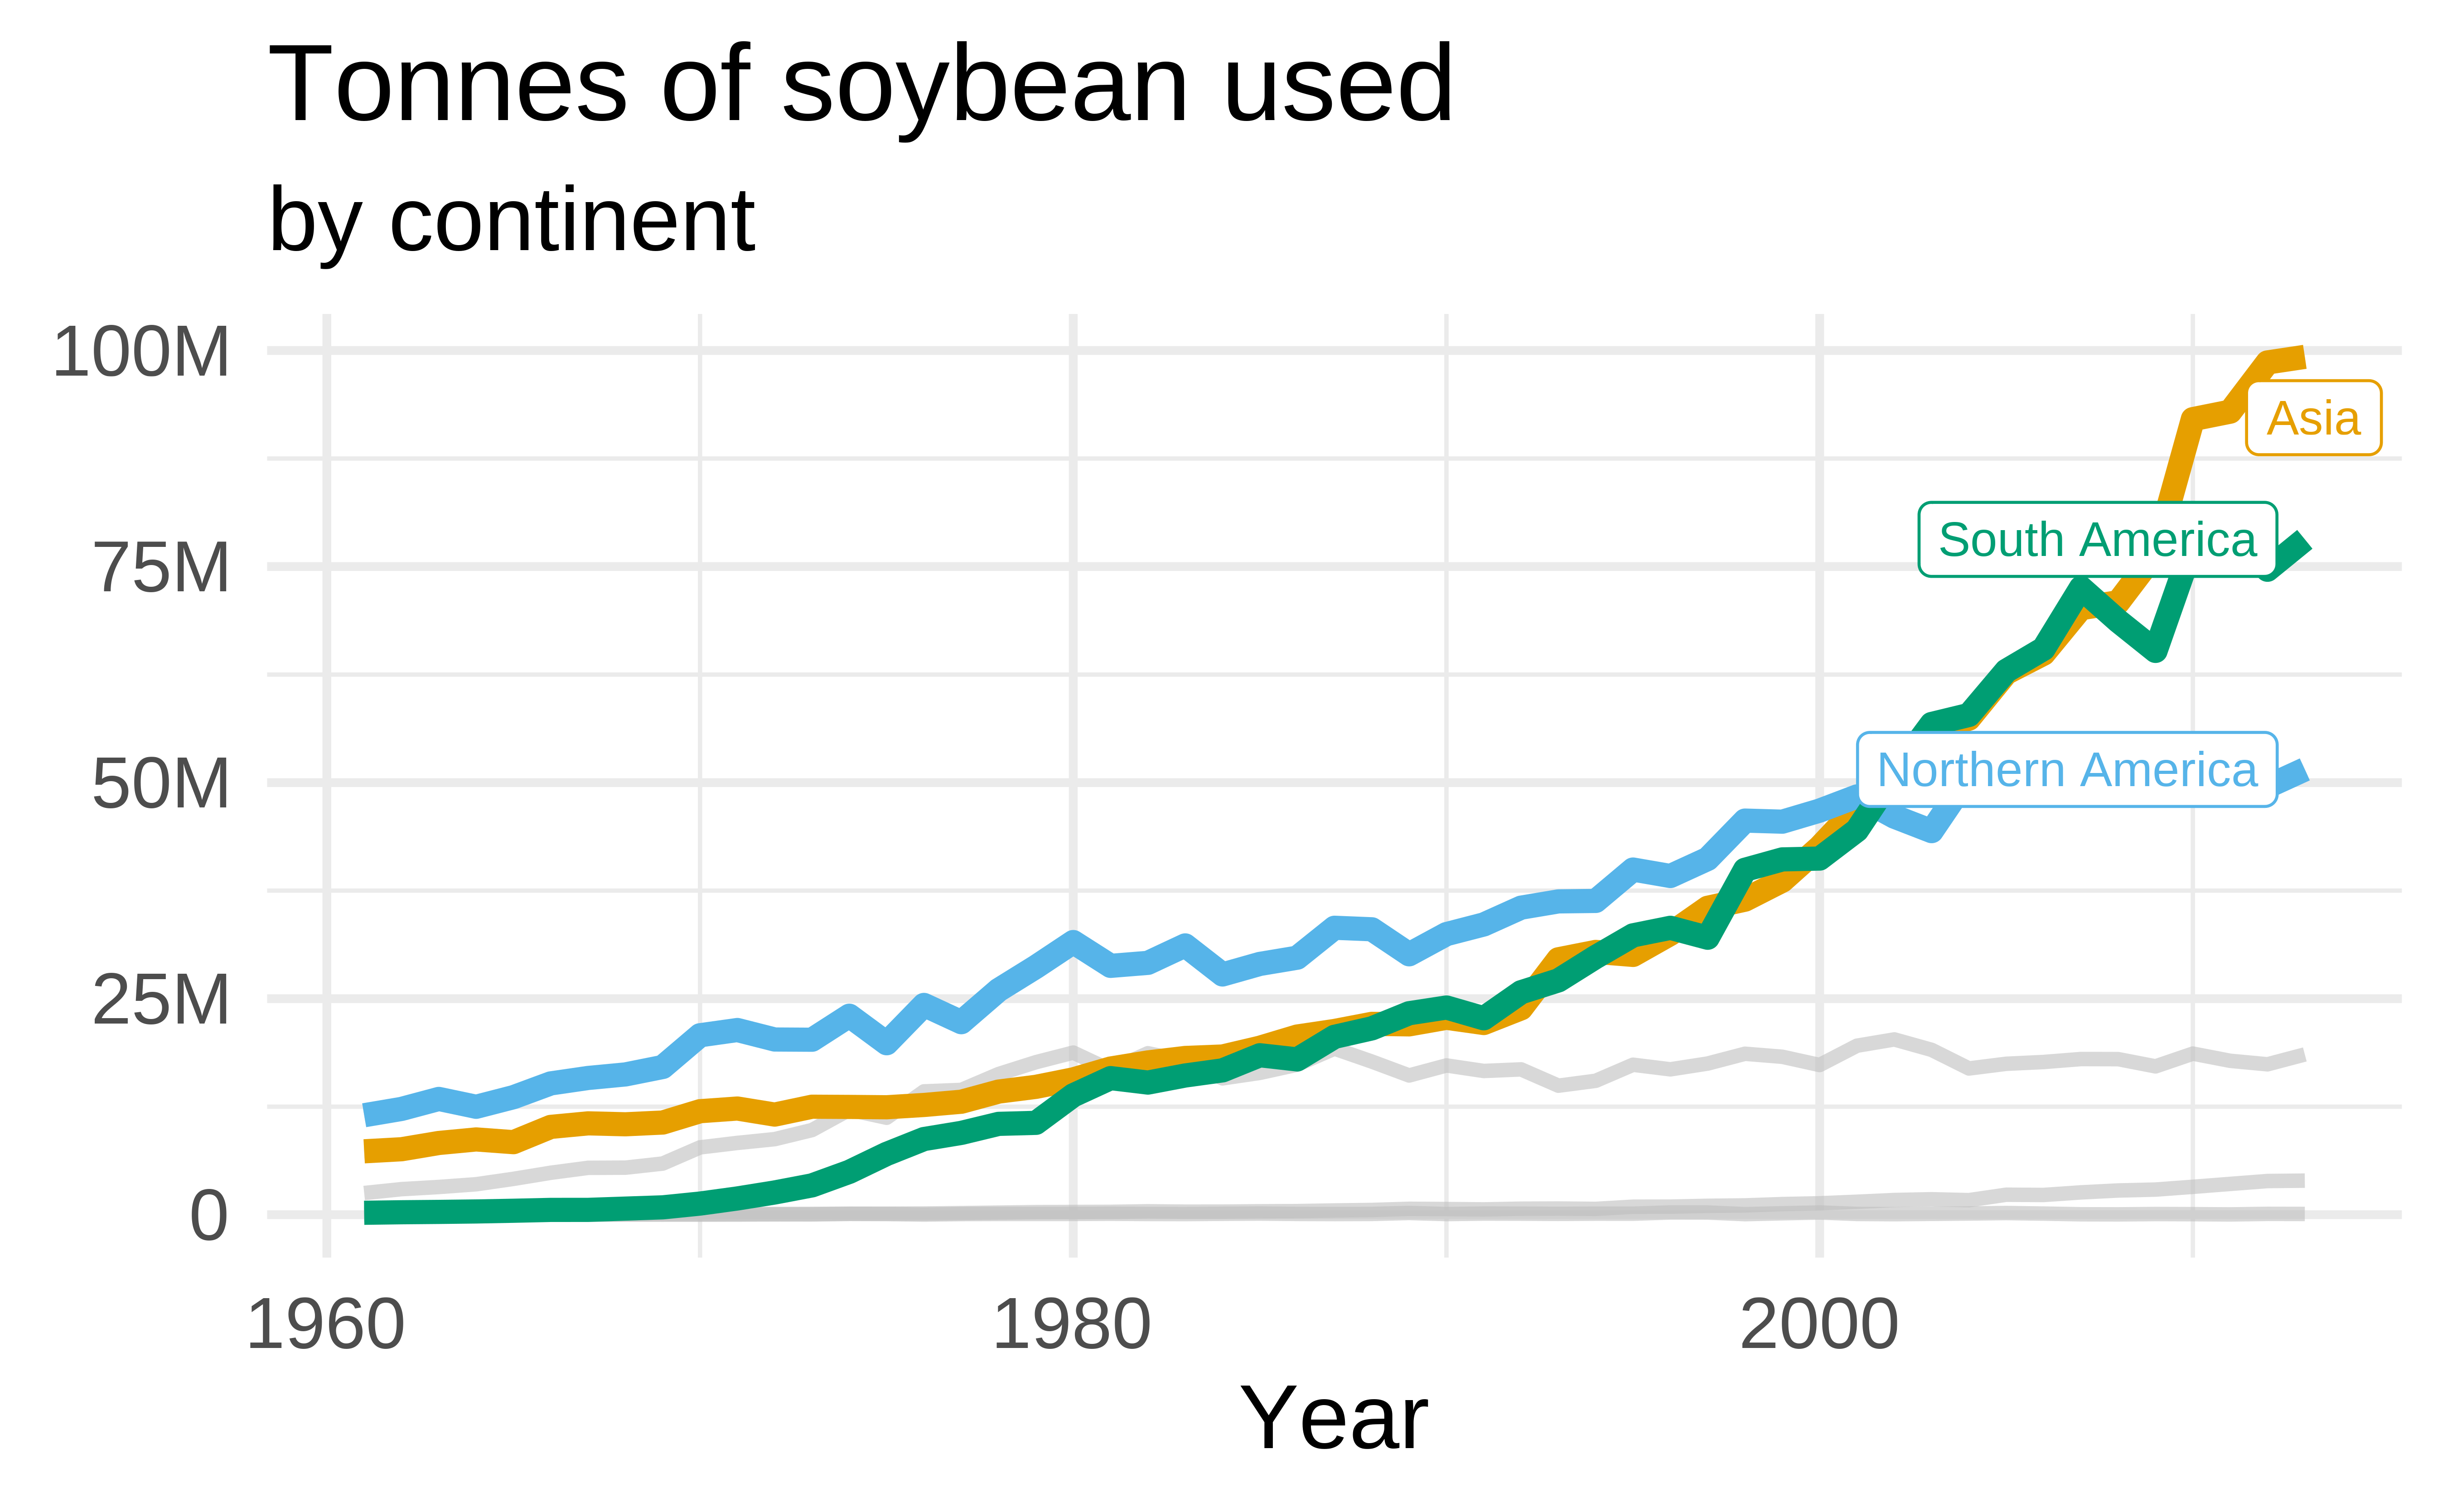 Tonnes of soybean used
by continent
100M
Asia
South America
75M
Northern America
50M
25M
0
1960 1980 2000
Year